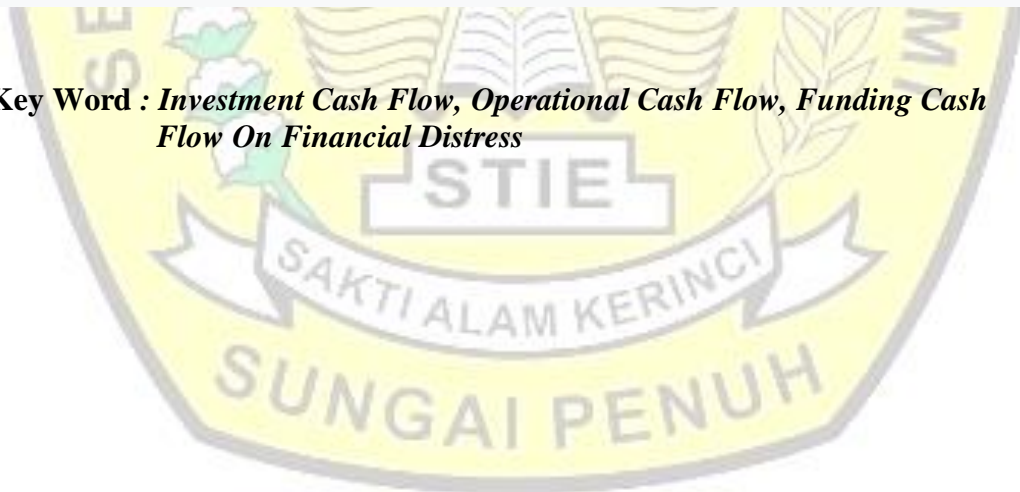 Key Word : Investment Cash Flow, Operational Cash Flow, Funding Cash
Flow On Financial Distress
STIE
SAKTI ALAM KERINCI
SUNGAI PENUH